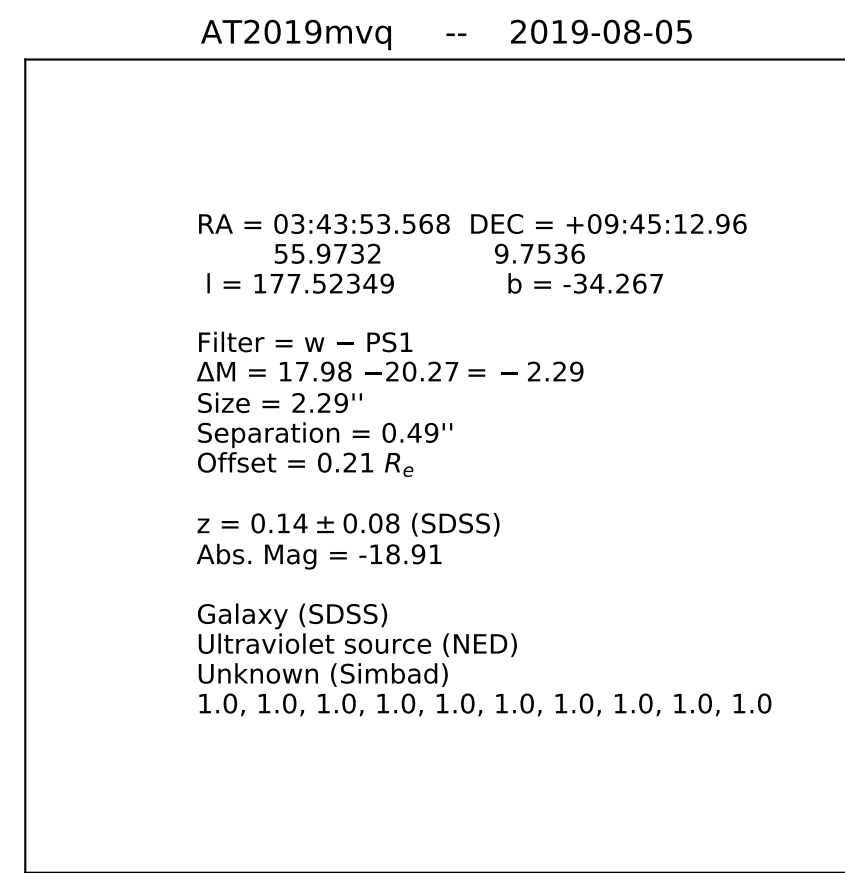 AT2019mvq -- 2019-08-05
RA = 03:43:53.568 DEC = +09:45:12.96
55.9732 9.7536
l = 177.52349 b = -34.267
Filter = w − PS1
ΔM = 17.98 −20.27 = − 2.29
Size = 2.29''
Separation = 0.49''
Offset = 0.21 Rₑ
z = 0.14 ± 0.08 (SDSS)
Abs. Mag = -18.91
Galaxy (SDSS)
Ultraviolet source (NED)
Unknown (Simbad)
1.0, 1.0, 1.0, 1.0, 1.0, 1.0, 1.0, 1.0, 1.0, 1.0